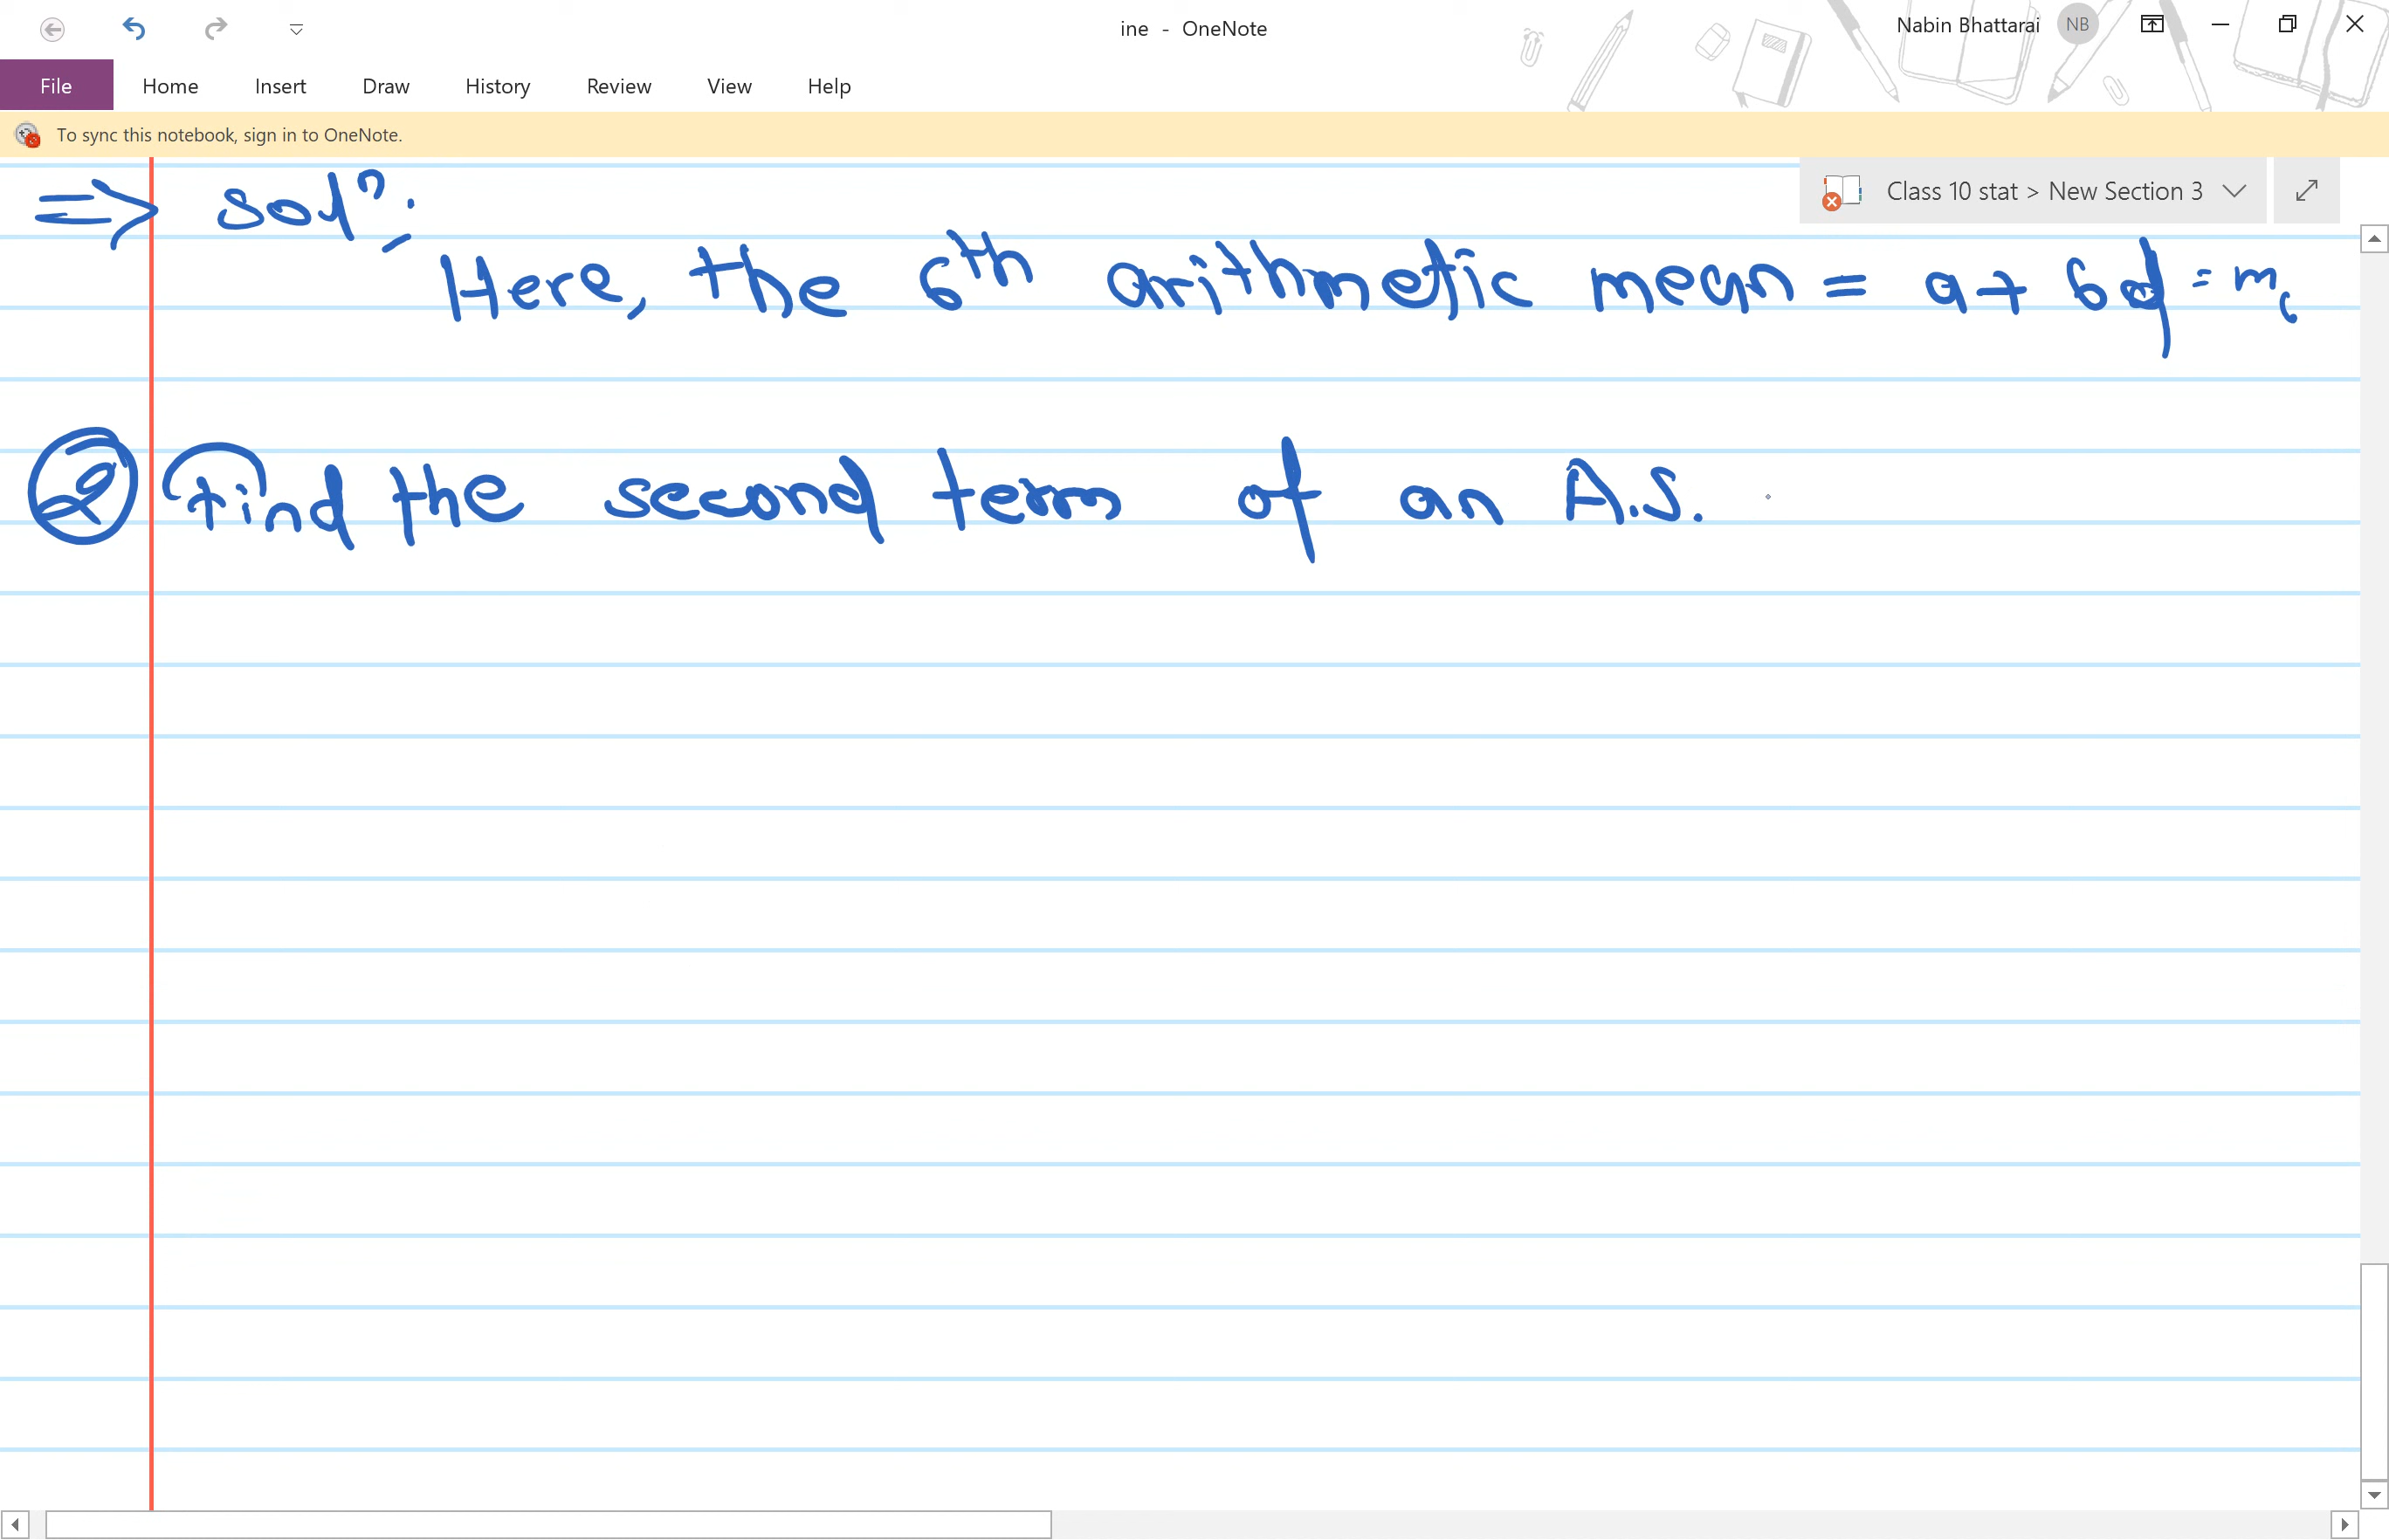 ine - OneNote
Nabin Bhattarai NB
File Home Insert Draw History Review View Help
To sync this notebook, sign in to OneNote.
Class 10 stat > New Section 3
=> solⁿ:
Here, the 6th arithmetic mean = a + 6d = m₆
2 Find the second term of an A.S.